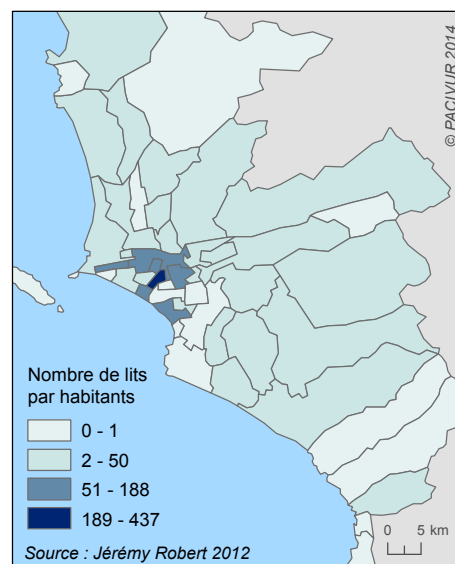 © PACIVUR 2014
Nombre de lits
par habitants
0 - 1
2 - 50
51 - 188
189 - 437
0 5 km
Source : Jérémy Robert 2012